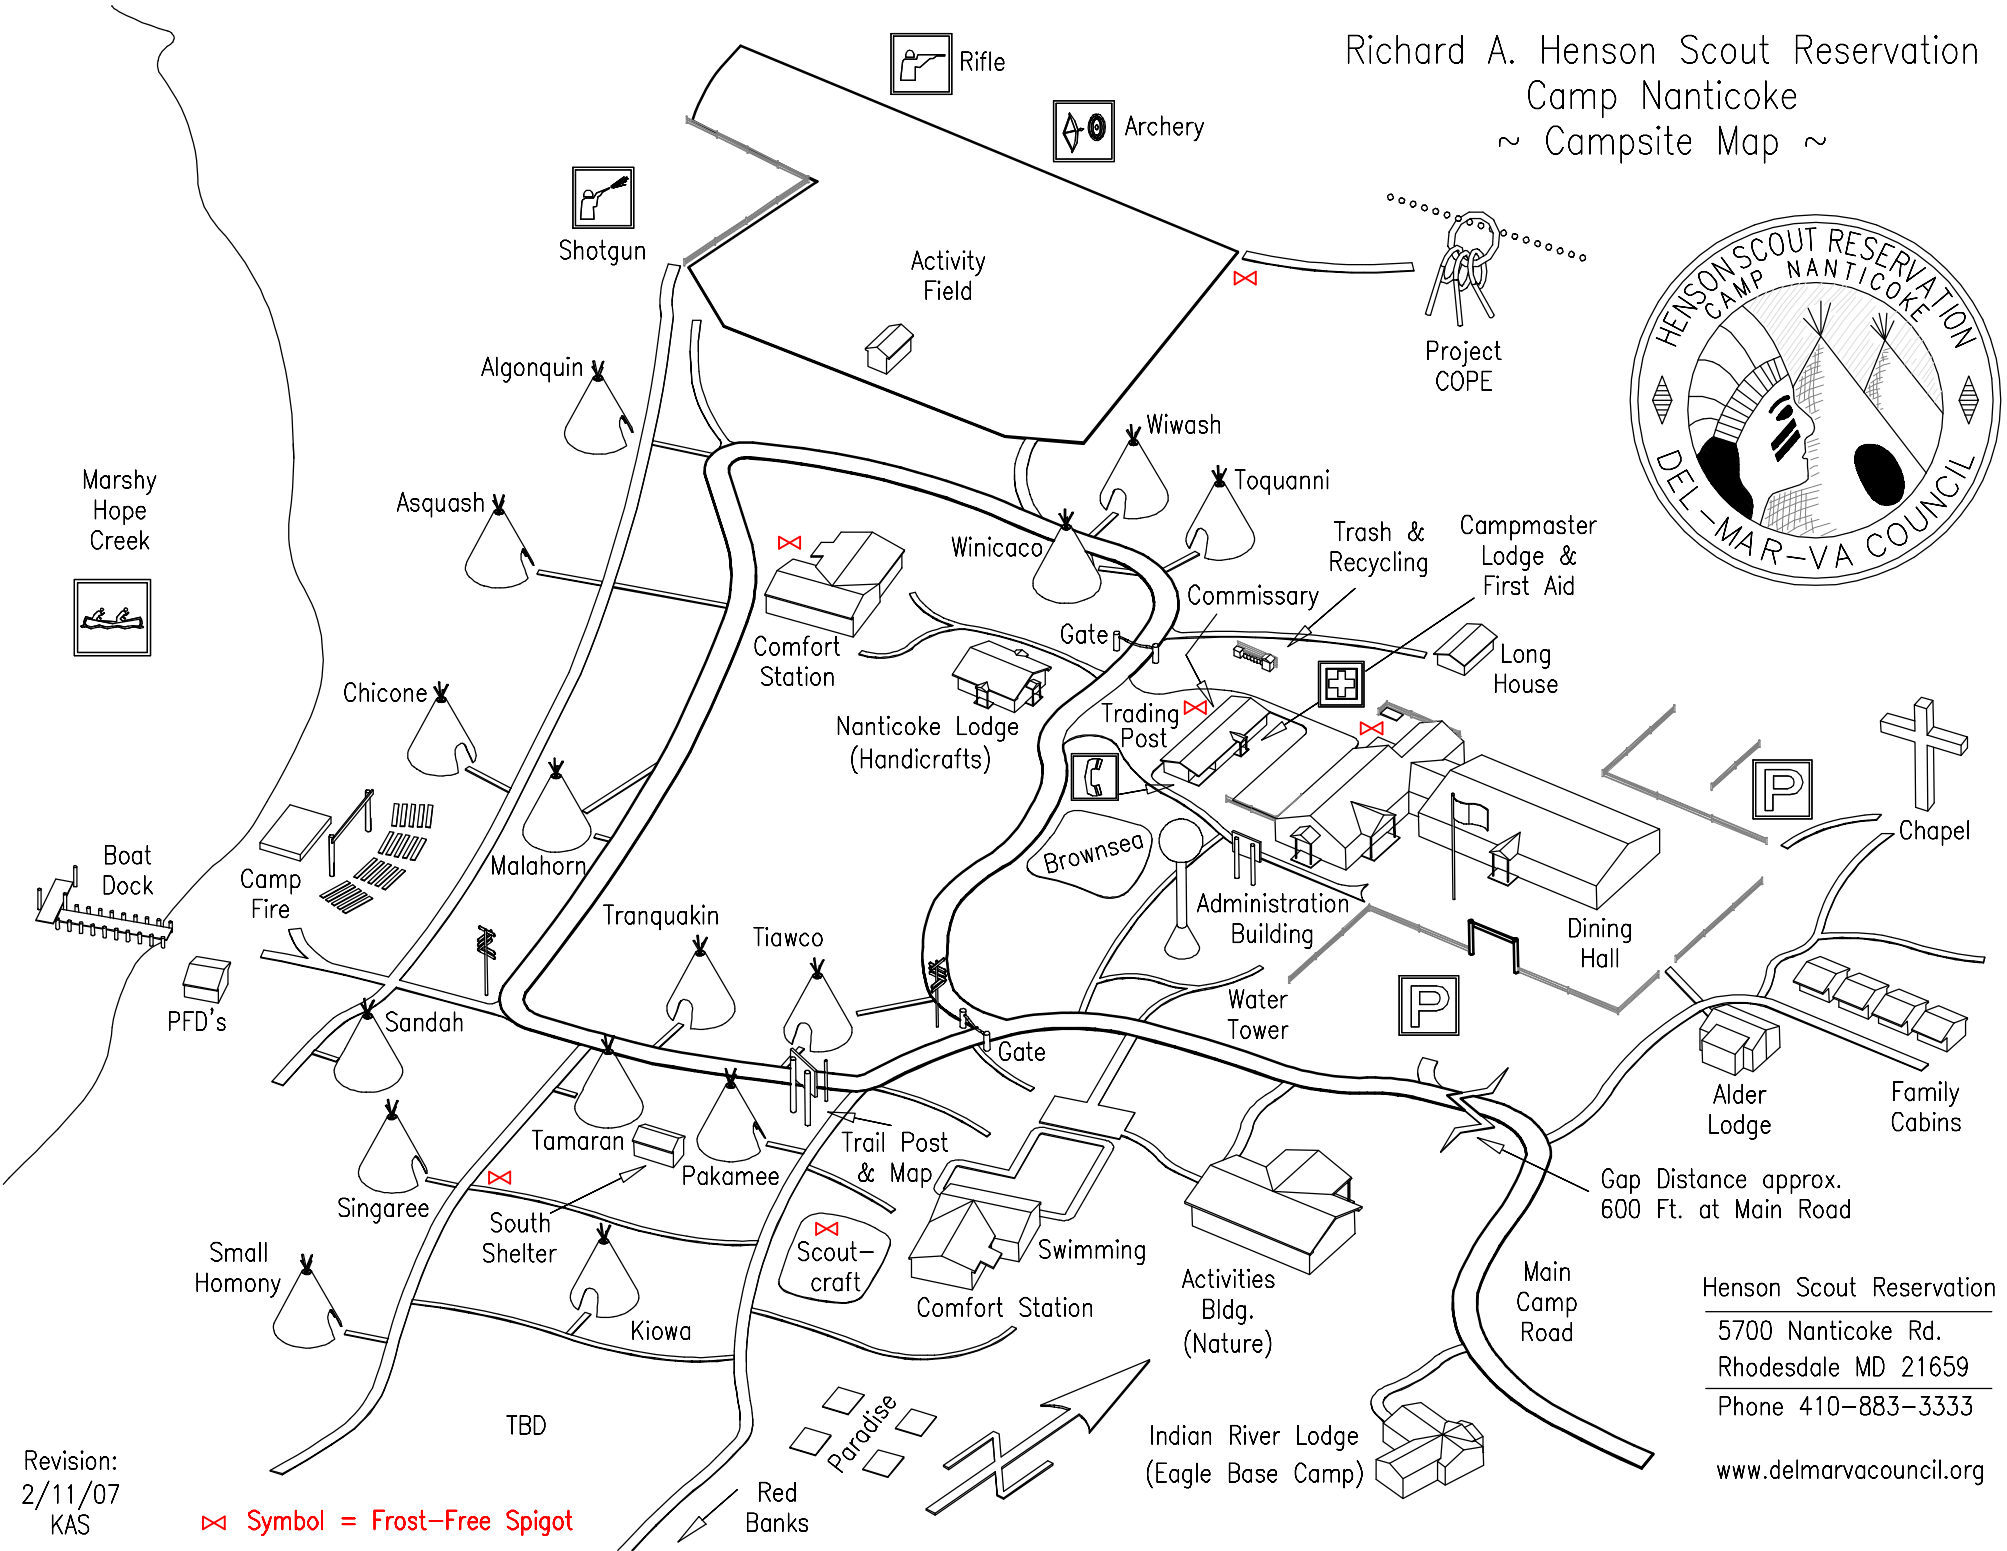 Richard A. Henson Scout Reservation
Camp Nanticoke
~ Campsite Map ~
Rifle
Archery
Shotgun
Activity
Field
Project
COPE
HENSON SCOUT RESERVATION
CAMP NANTICOKE
DEL-MAR-VA COUNCIL
Algonquin
Wiwash
Toquanni
Marshy
Hope
Creek
Asquash
Winicaco
Trash &
Recycling
Campmaster
Lodge &
First Aid
Commissary
Gate
Comfort
Station
Long
House
Chicone
Nanticoke Lodge
(Handicrafts)
Trading
Post
P
Chapel
Malahorn
Brownsea
Boat
Dock
Camp
Fire
Tranquakin
Tiawco
Administration
Building
Dining
Hall
PFD's
Sandah
Water
Tower
P
Gate
Alder
Lodge
Family
Cabins
Tamaran
Pakamee
Trail Post
& Map
Gap Distance approx.
600 Ft. at Main Road
Singaree
South
Shelter
Scout-
craft
Swimming
Small
Homony
Kiowa
Comfort Station
Activities
Bldg.
(Nature)
Main
Camp
Road
Henson Scout Reservation
5700 Nanticoke Rd.
Rhodesdale MD 21659
Phone 410-883-3333
www.delmarvacouncil.org
TBD
Paradise
N
Indian River Lodge
(Eagle Base Camp)
Red
Banks
Revision:
2/11/07
KAS
Symbol = Frost-Free Spigot